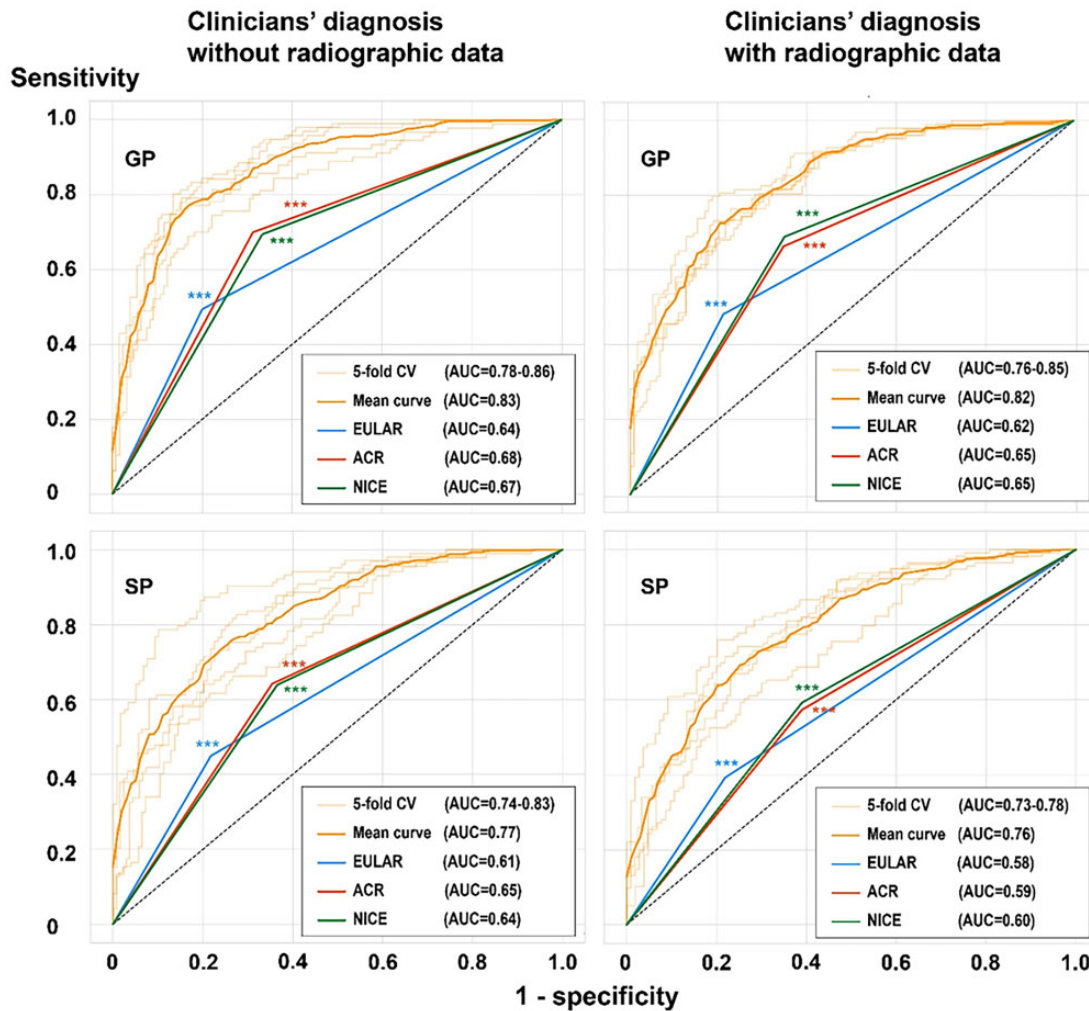 Clinicians' diagnosis
without radiographic data
Clinicians' diagnosis
with radiographic data
Sensitivity
1.0
0.8
0.6
0.4
0.2
0
GP
***
***
***
5-fold CV (AUC=0.78-0.86)
Mean curve (AUC=0.83)
EULAR (AUC=0.64)
ACR (AUC=0.68)
NICE (AUC=0.67)
GP
***
***
***
5-fold CV (AUC=0.76-0.85)
Mean curve (AUC=0.82)
EULAR (AUC=0.62)
ACR (AUC=0.65)
NICE (AUC=0.65)
1.0
0.8
0.6
0.4
0.2
0
SP
***
***
***
5-fold CV (AUC=0.74-0.83)
Mean curve (AUC=0.77)
EULAR (AUC=0.61)
ACR (AUC=0.65)
NICE (AUC=0.64)
SP
***
***
***
5-fold CV (AUC=0.73-0.78)
Mean curve (AUC=0.76)
EULAR (AUC=0.58)
ACR (AUC=0.59)
NICE (AUC=0.60)
0 0.2 0.4 0.6 0.8 1.0
0 0.2 0.4 0.6 0.8 1.0
1 - specificity